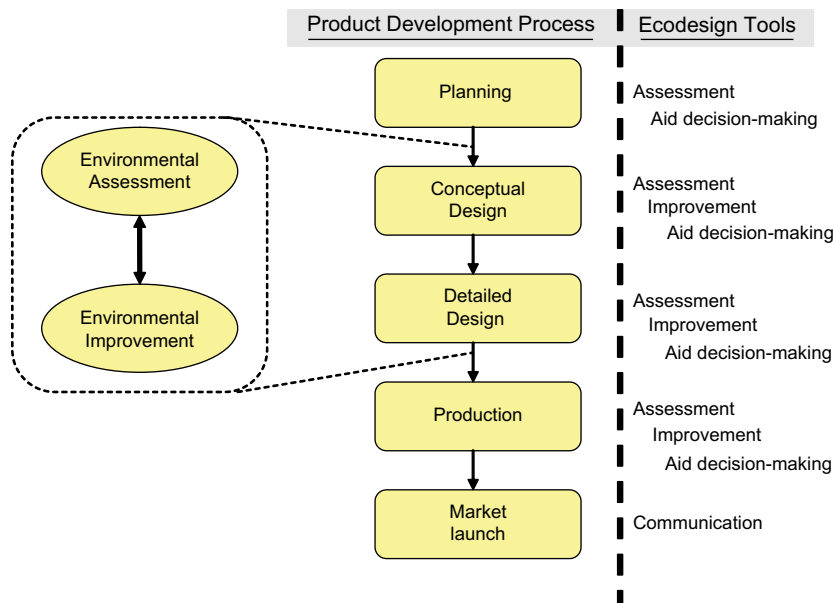 Product Development Process
Ecodesign Tools
Planning
Assessment
Aid decision-making
Environmental
Assessment
Conceptual
Design
Assessment
Improvement
Aid decision-making
Environmental
Improvement
Detailed
Design
Assessment
Improvement
Aid decision-making
Production
Assessment
Improvement
Aid decision-making
Market
launch
Communication